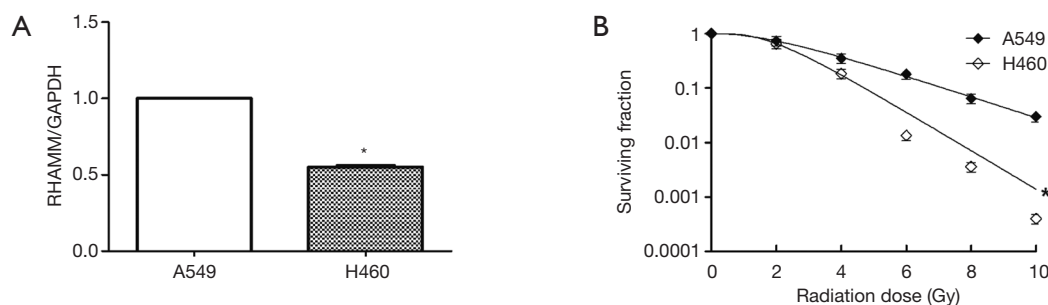 A
RHAMM/GAPDH
1.5
1.0
0.5
0.0
*
A549
H460
B
Surviving fraction
1
0.1
0.01
0.001
0.0001
A549
H460
*
0 2 4 6 8 10
Radiation dose (Gy)